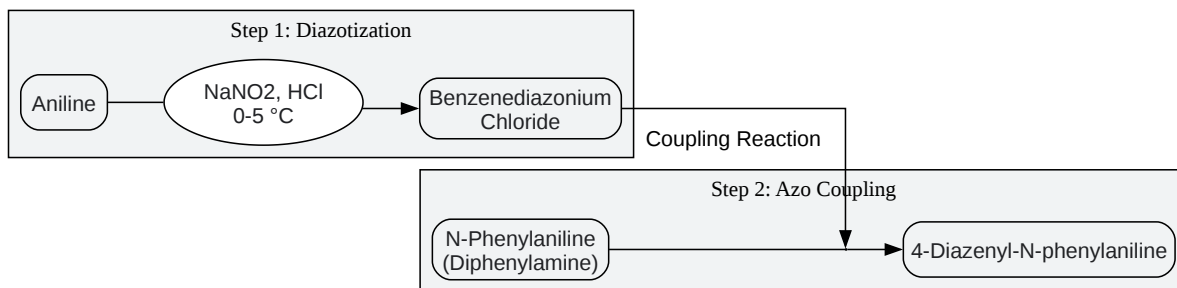 Step 1: Diazotization
Aniline
NaNO2, HCl
0-5 °C
Benzenediazonium
Chloride
Coupling Reaction
Step 2: Azo Coupling
N-Phenylaniline
(Diphenylamine)
4-Diazenyl-N-phenylaniline